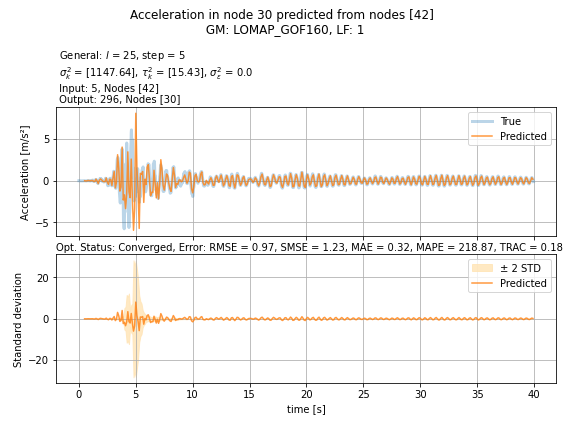 Acceleration in node 30 predicted from nodes [42]
GM: LOMAP_GOF160, LF: 1
General: l = 25, step = 5
σ²ₖ = [1147.64], τ²ₖ = [15.43], σ²ε = 0.0
Input: 5, Nodes [42]
Output: 296, Nodes [30]
Acceleration [m/s²]
5
0
−5
True
Predicted
Opt. Status: Converged, Error: RMSE = 0.97, SMSE = 1.23, MAE = 0.32, MAPE = 218.87, TRAC = 0.18
Standard deviation
20
0
−20
± 2 STD
Predicted
0 5 10 15 20 25 30 35 40
time [s]